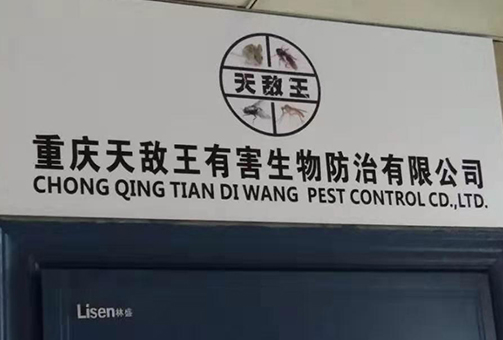 天敌王
重庆天敌王有害生物防治有限公司
CHONG QING TIAN DI WANG PEST CONTROL CD.,LTD.
Lisen林盛